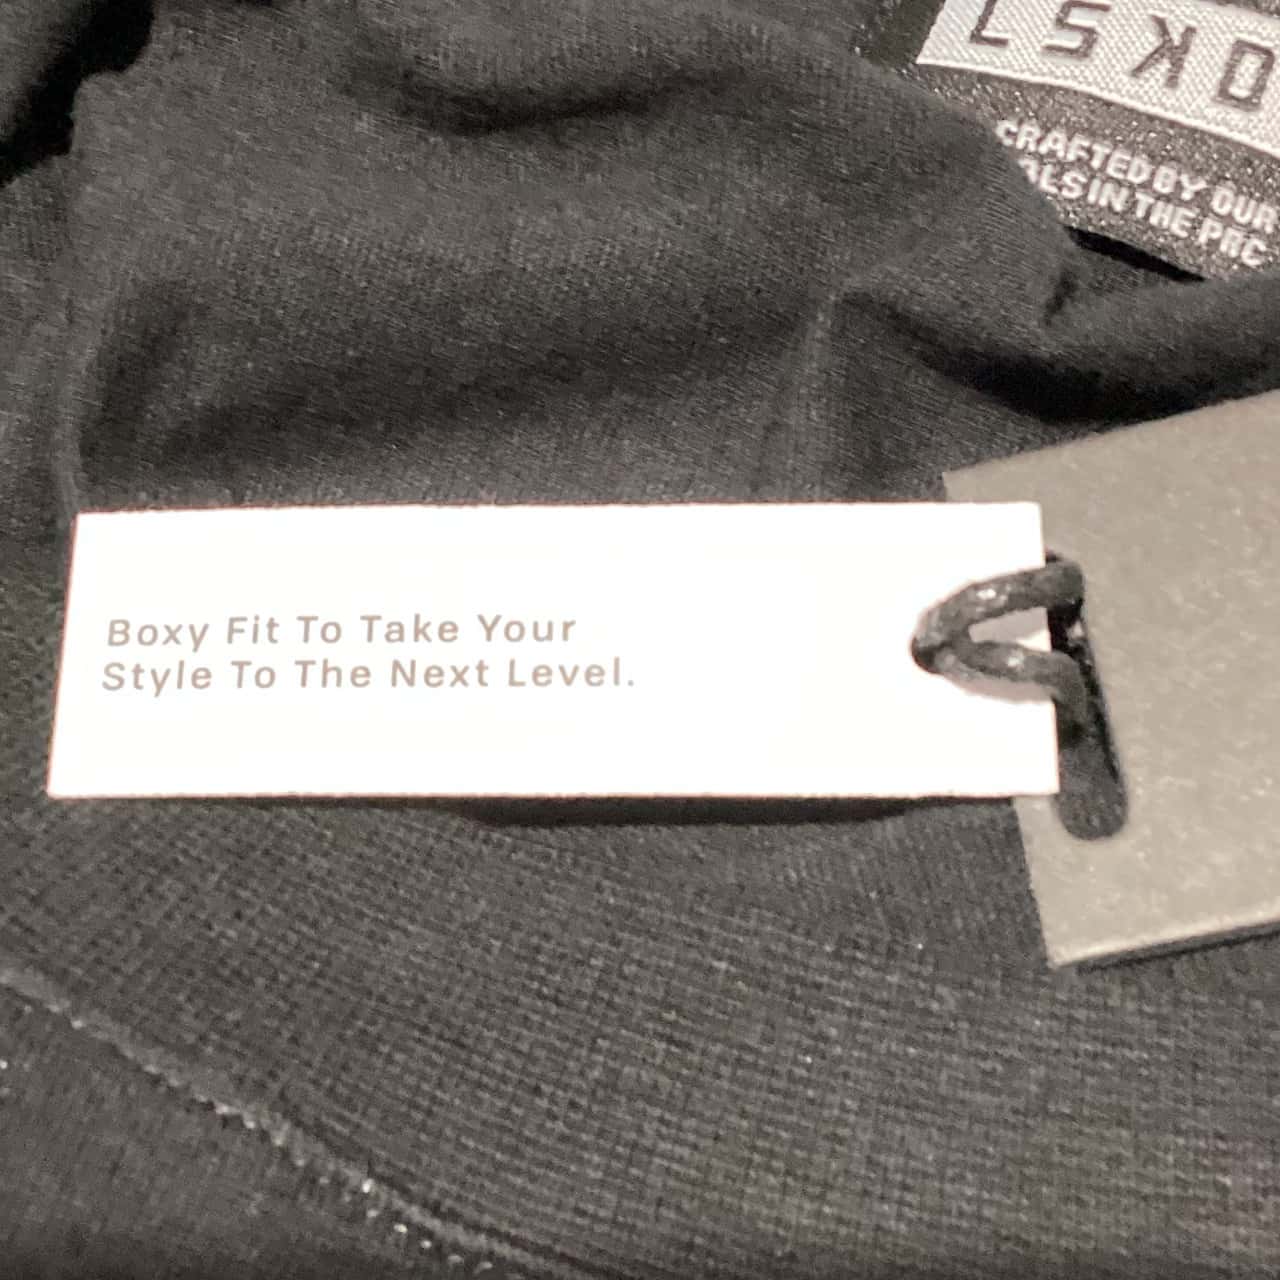 CRAFTED BY OUR
IN THE PRC
Boxy Fit To Take Your
Style To The Next Level.